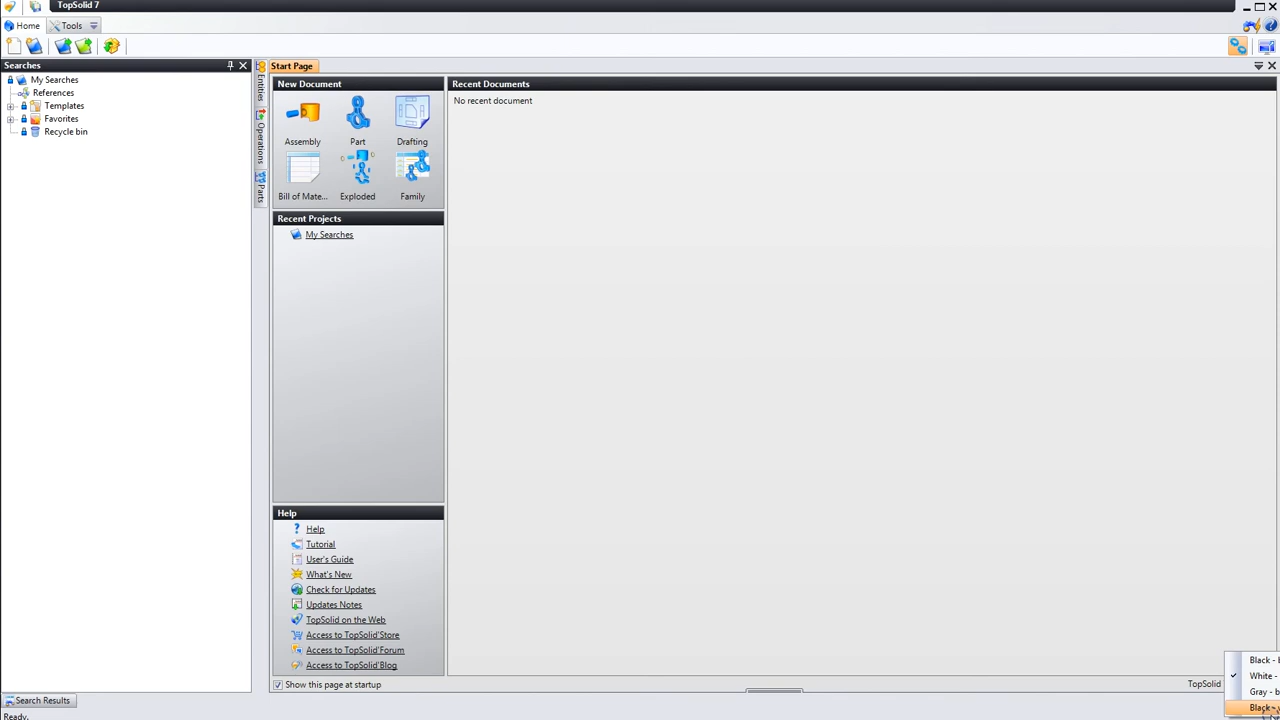 TopSolid 7
Home
Tools
Searches
Start Page
My Searches
References
Templates
Favorites
Recycle bin
Entities
Operations
Parts
New Document
Assembly
Part
Drafting
Bill of Mate...
Exploded
Family
Recent Projects
My Searches
Help
Help
Tutorial
User's Guide
What's New
Check for Updates
Updates Notes
TopSolid on the Web
Access to TopSolid'Store
Access to TopSolid'Forum
Access to TopSolid'Blog
Show this page at startup
Recent Documents
No recent document
TopSolid
Black -
White -
Gray -
Black -
Search Results
Ready.